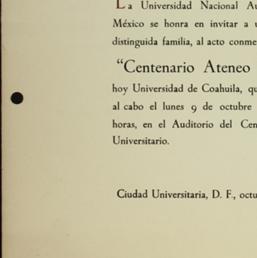 La Universidad Nacional Au
México se honra en invitar a u
distinguida familia, al acto conme
“Centenario Ateneo
hoy Universidad de Coahuila, qu
al cabo el lunes 9 de octubre
horas, en el Auditorio del Cen
Universitario.
Ciudad Universitaria, D. F., octu